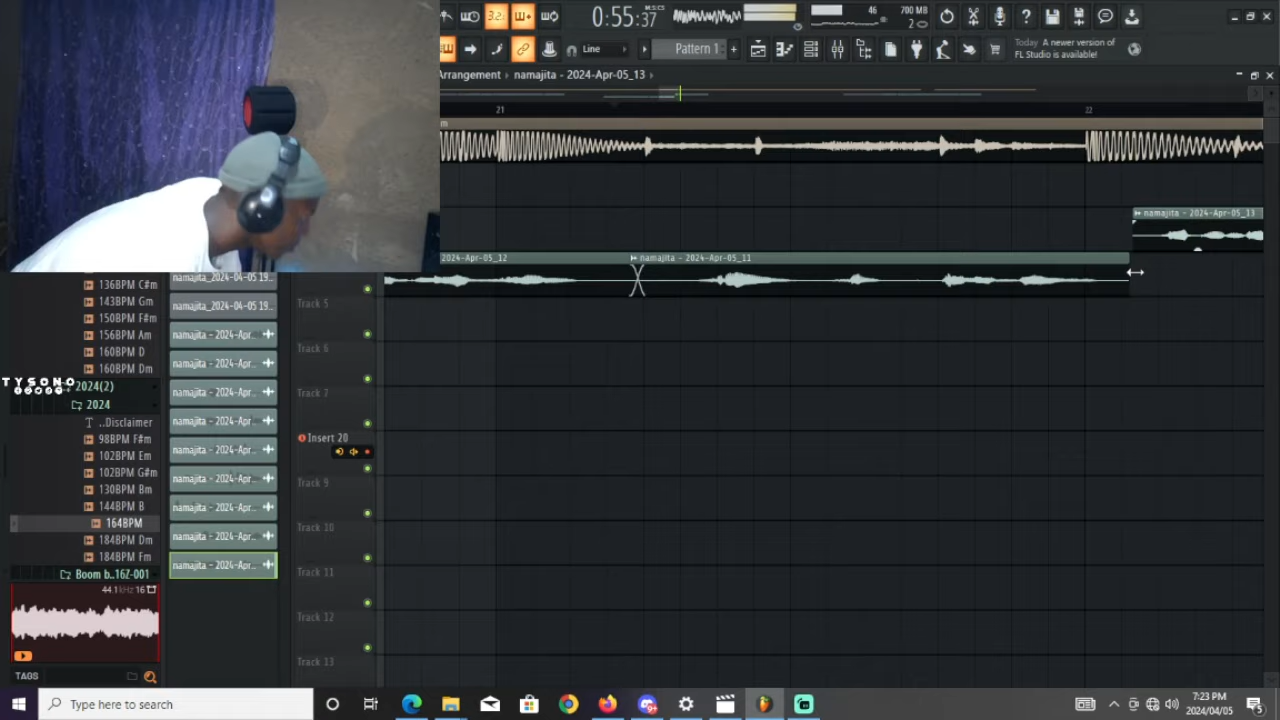 0:55:37
M:S:CS
46
700 MB
2
Line
Pattern 1
Today A newer version of
FL Studio is available!
Arrangement › namajita - 2024-Apr-05_13 ›
21
22
m
namajita - 2024-Apr-05_13
2024-Apr-05_12
namajita - 2024-Apr-05_11
136BPM C#m
143BPM Gm
150BPM F#m
156BPM Am
160BPM D
160BPM Dm
TYSONO
2024(2)
2024
..Disclaimer
98BPM F#m
102BPM Em
102BPM G#m
130BPM Bm
144BPM B
164BPM
184BPM Dm
184BPM Fm
Boom b..16Z-001
44.1kHz 16
TAGS
namajita_2024-04-05 19...
namajita_2024-04-05 19...
namajita - 2024-Apr..
namajita - 2024-Apr..
namajita - 2024-Apr..
namajita - 2024-Apr..
namajita - 2024-Apr..
namajita - 2024-Apr..
namajita - 2024-Apr..
namajita - 2024-Apr..
namajita - 2024-Apr..
Track 5
Track 6
Track 7
Insert 20
Track 9
Track 10
Track 11
Track 12
Track 13
Type here to search
7:23 PM
2024/04/05
5